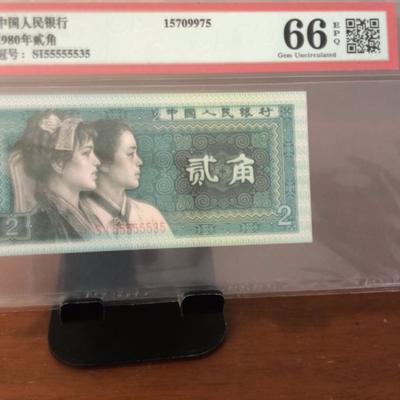 中国人民银行
1980年贰角
冠号：SI55555535
15709975
66
EPQ
Gem Uncirculated
中国人民银行
贰角
SI55555535
2
2